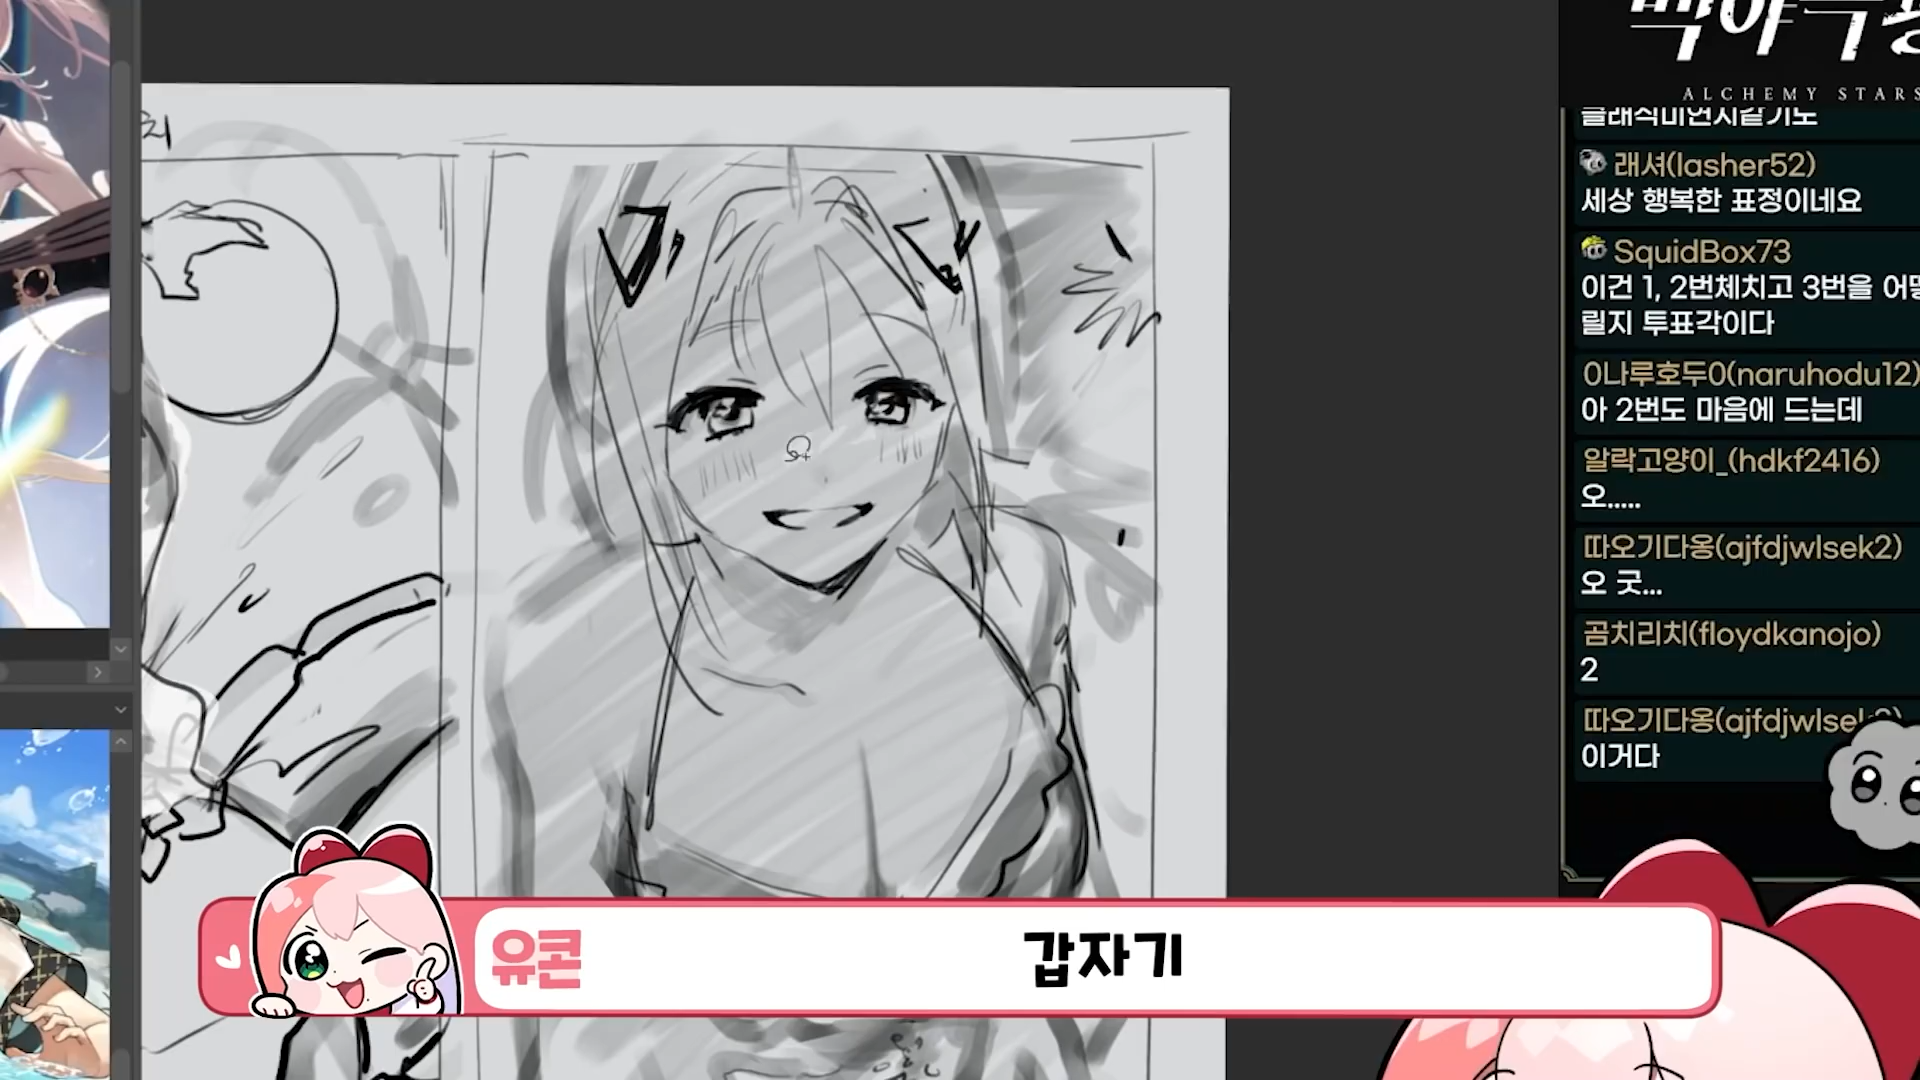 ALCHEMY STARS
래셔(lasher52)
세상 행복한 표정이네요
SquidBox73
이건 1, 2번체치고 3번을 어떻
릴지 투표각이다
0나루호두0(naruhodu12)
아 2번도 마음에 드는데
알락고양이_(hdkf2416)
오.....
따오기다옹(ajfdjwlsek2)
오 굿...
곰치리치(floydkanojo)
2
따오기다옹(ajfdjwlsek2)
이거다
유콘
갑자기